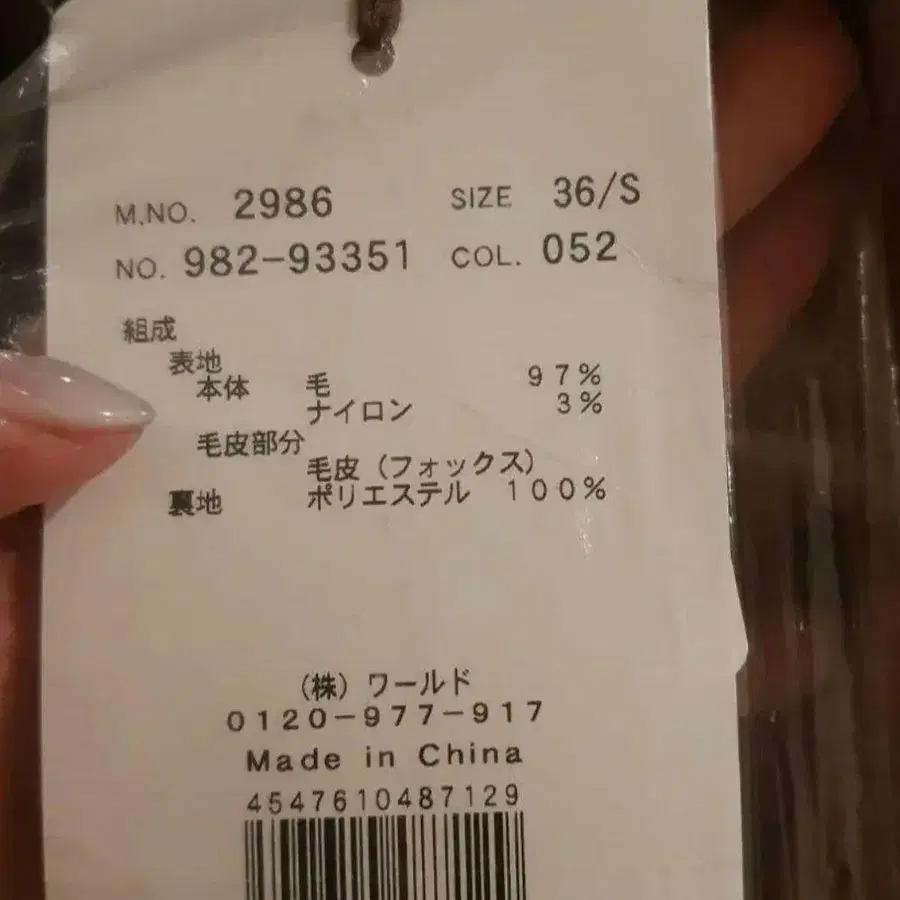 M.NO. 2986 SIZE 36/S
NO. 982-93351 COL. 052
組成
表地
本体 毛 97%
ナイロン 3%
毛皮部分
毛皮（フォックス）
裏地 ポリエステル 100%
（株）ワールド
0120-977-917
Made in China
4547610487129